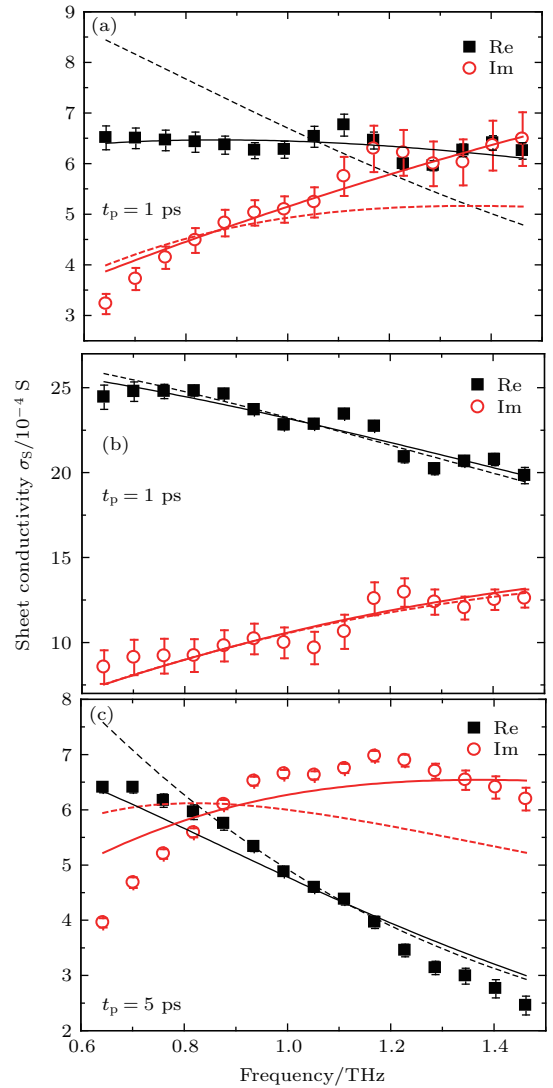 (a)
Re
Im
8
7
6
5
4
3
t_p = 1 ps
Sheet conductivity σ_S/10⁻⁴ S
Re
Im
25
20
15
10
(b)
t_p = 1 ps
(c)
Re
Im
8
7
6
5
4
3
2
t_p = 5 ps
0.6 0.8 1.0 1.2 1.4
Frequency/THz